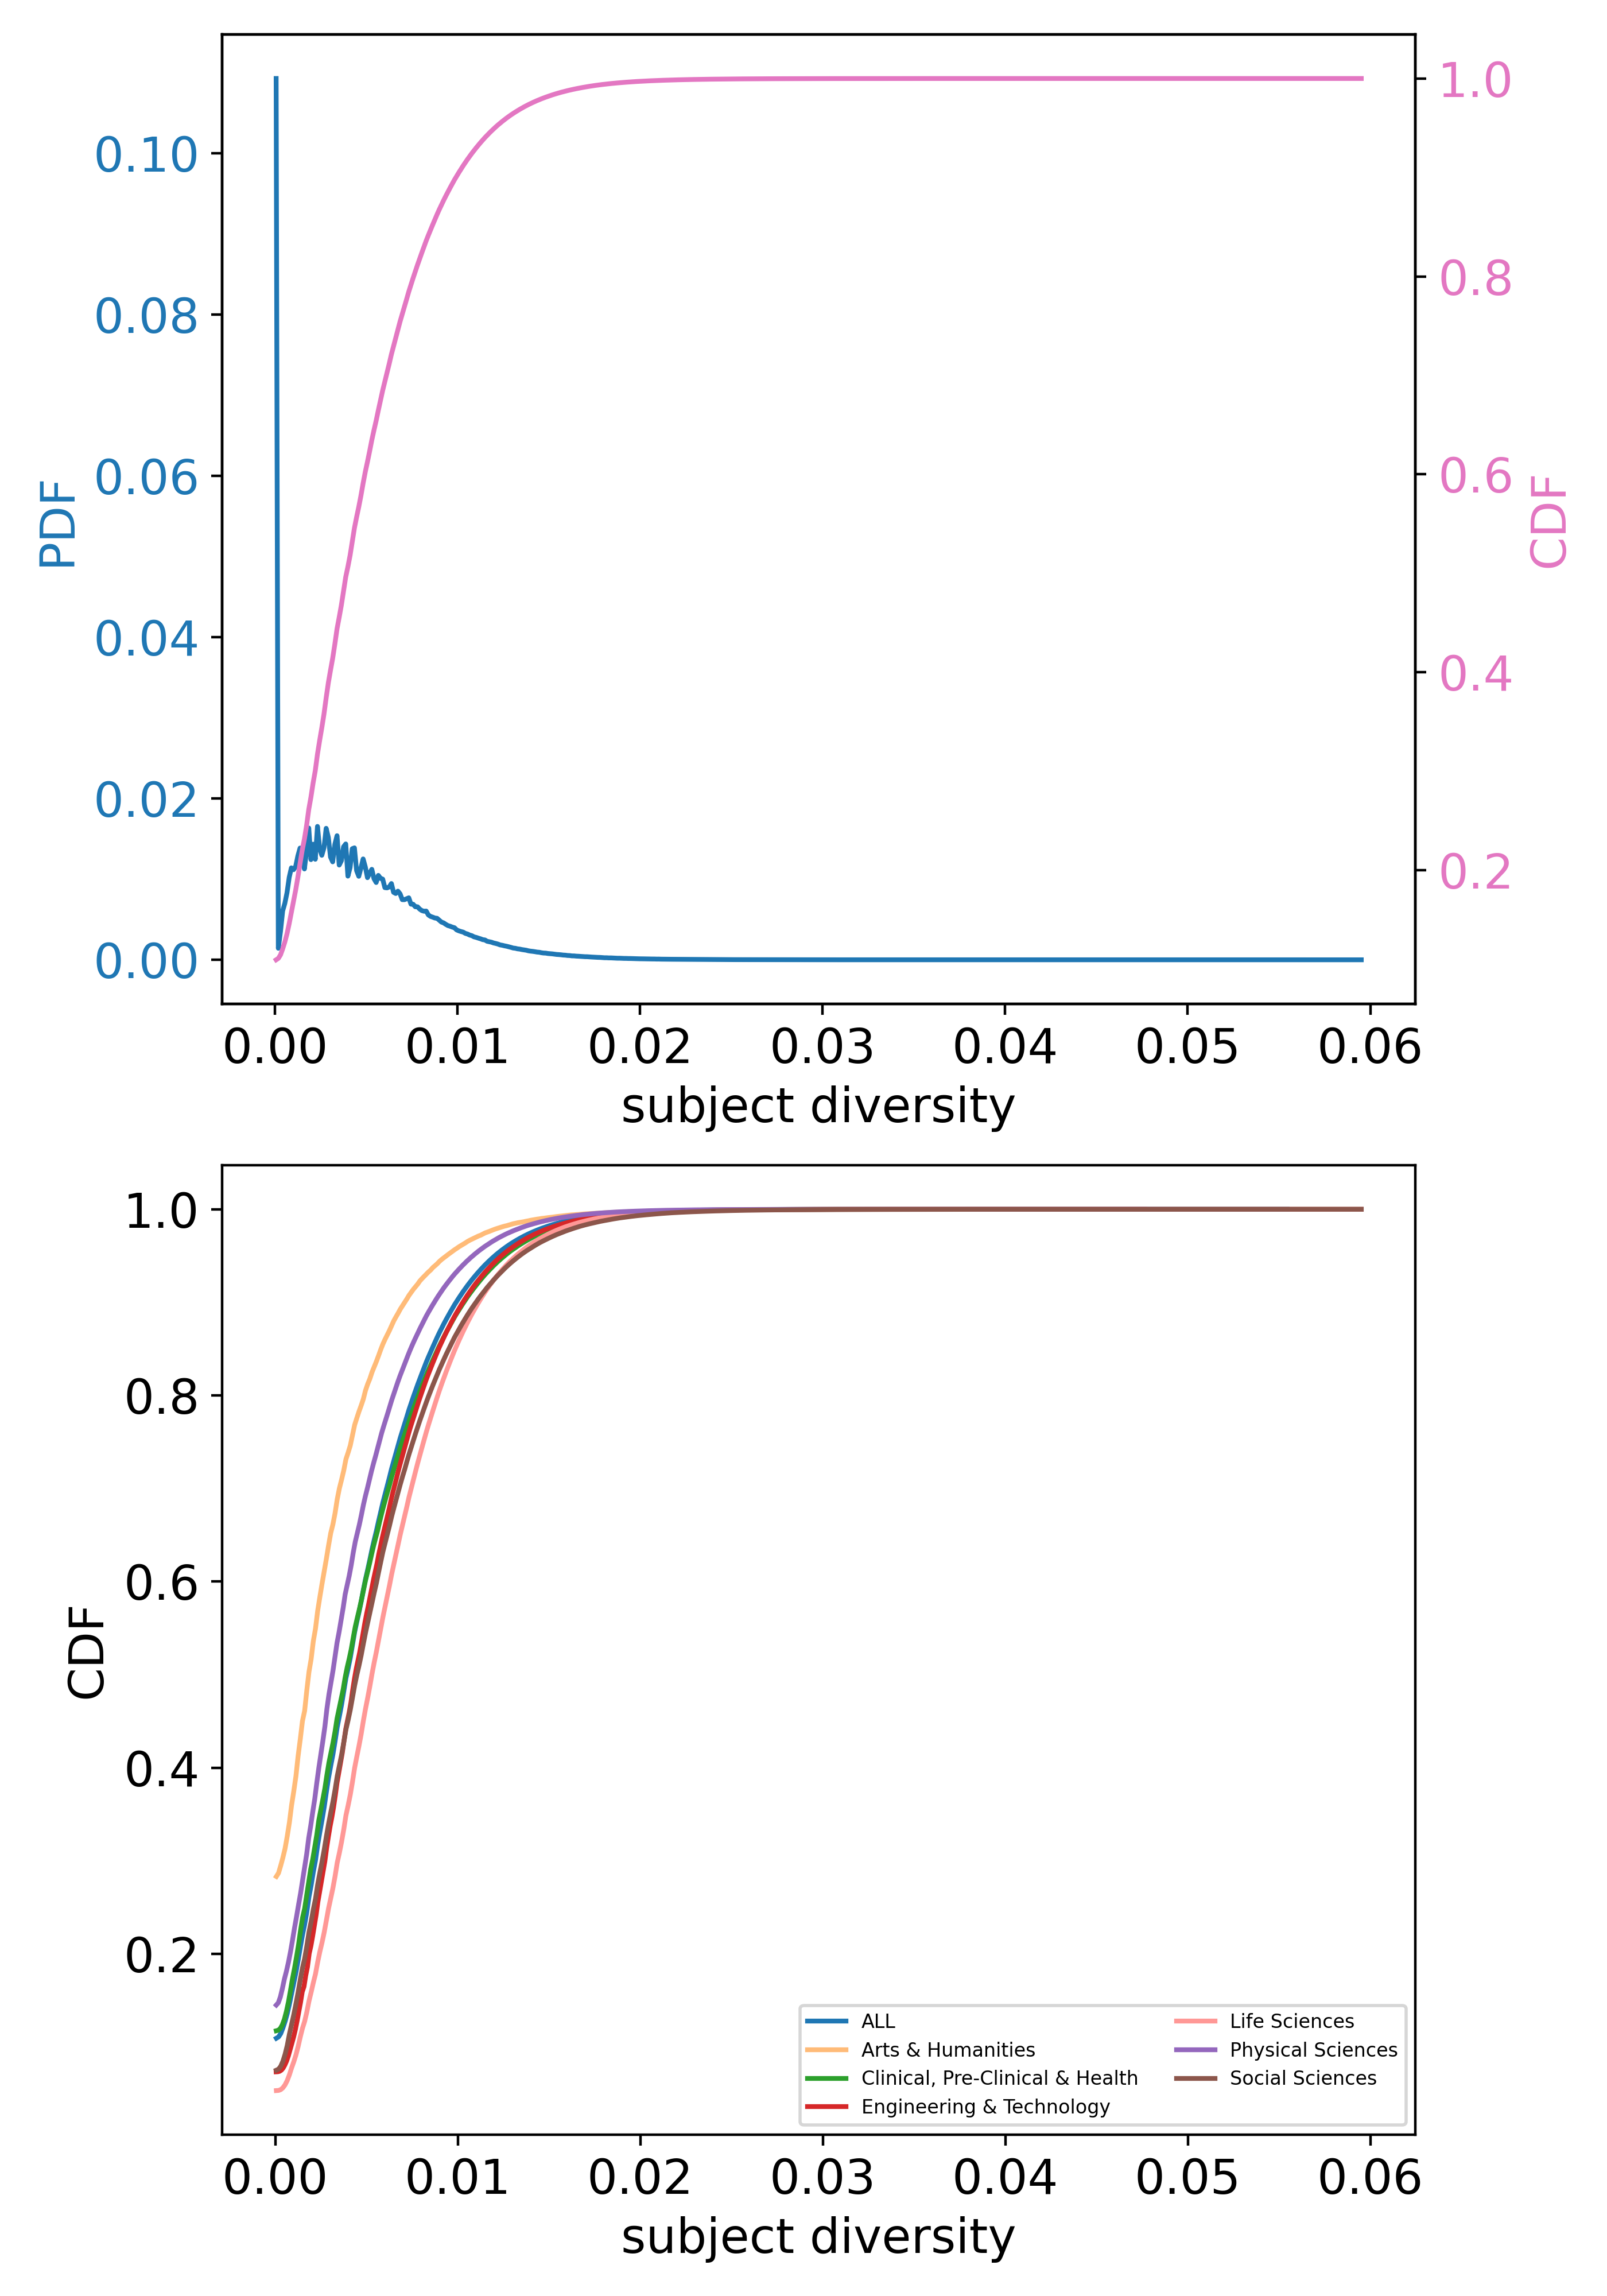 0.10
0.08
0.06
0.04
0.02
0.00
PDF
1.0
0.8
0.6
0.4
0.2
CDF
0.00 0.01 0.02 0.03 0.04 0.05 0.06
subject diversity
1.0
0.8
0.6
0.4
0.2
CDF
ALL
Arts & Humanities
Clinical, Pre-Clinical & Health
Engineering & Technology
Life Sciences
Physical Sciences
Social Sciences
0.00 0.01 0.02 0.03 0.04 0.05 0.06
subject diversity